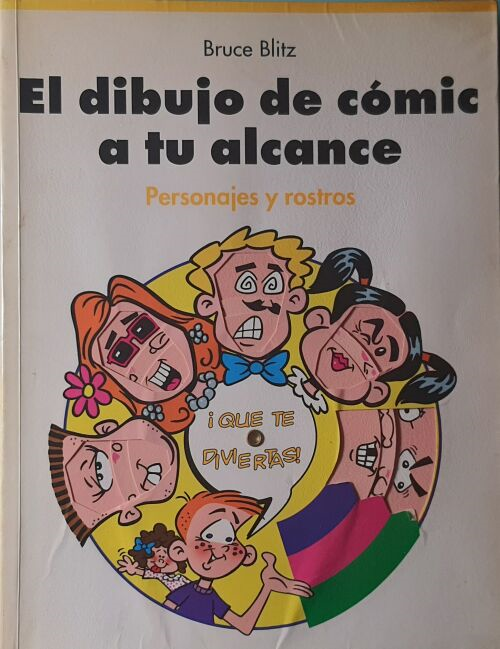 Bruce Blitz
El dibujo de cómic
a tu alcance
Personajes y rostros
¡QUE TE
DIVIERTAS!